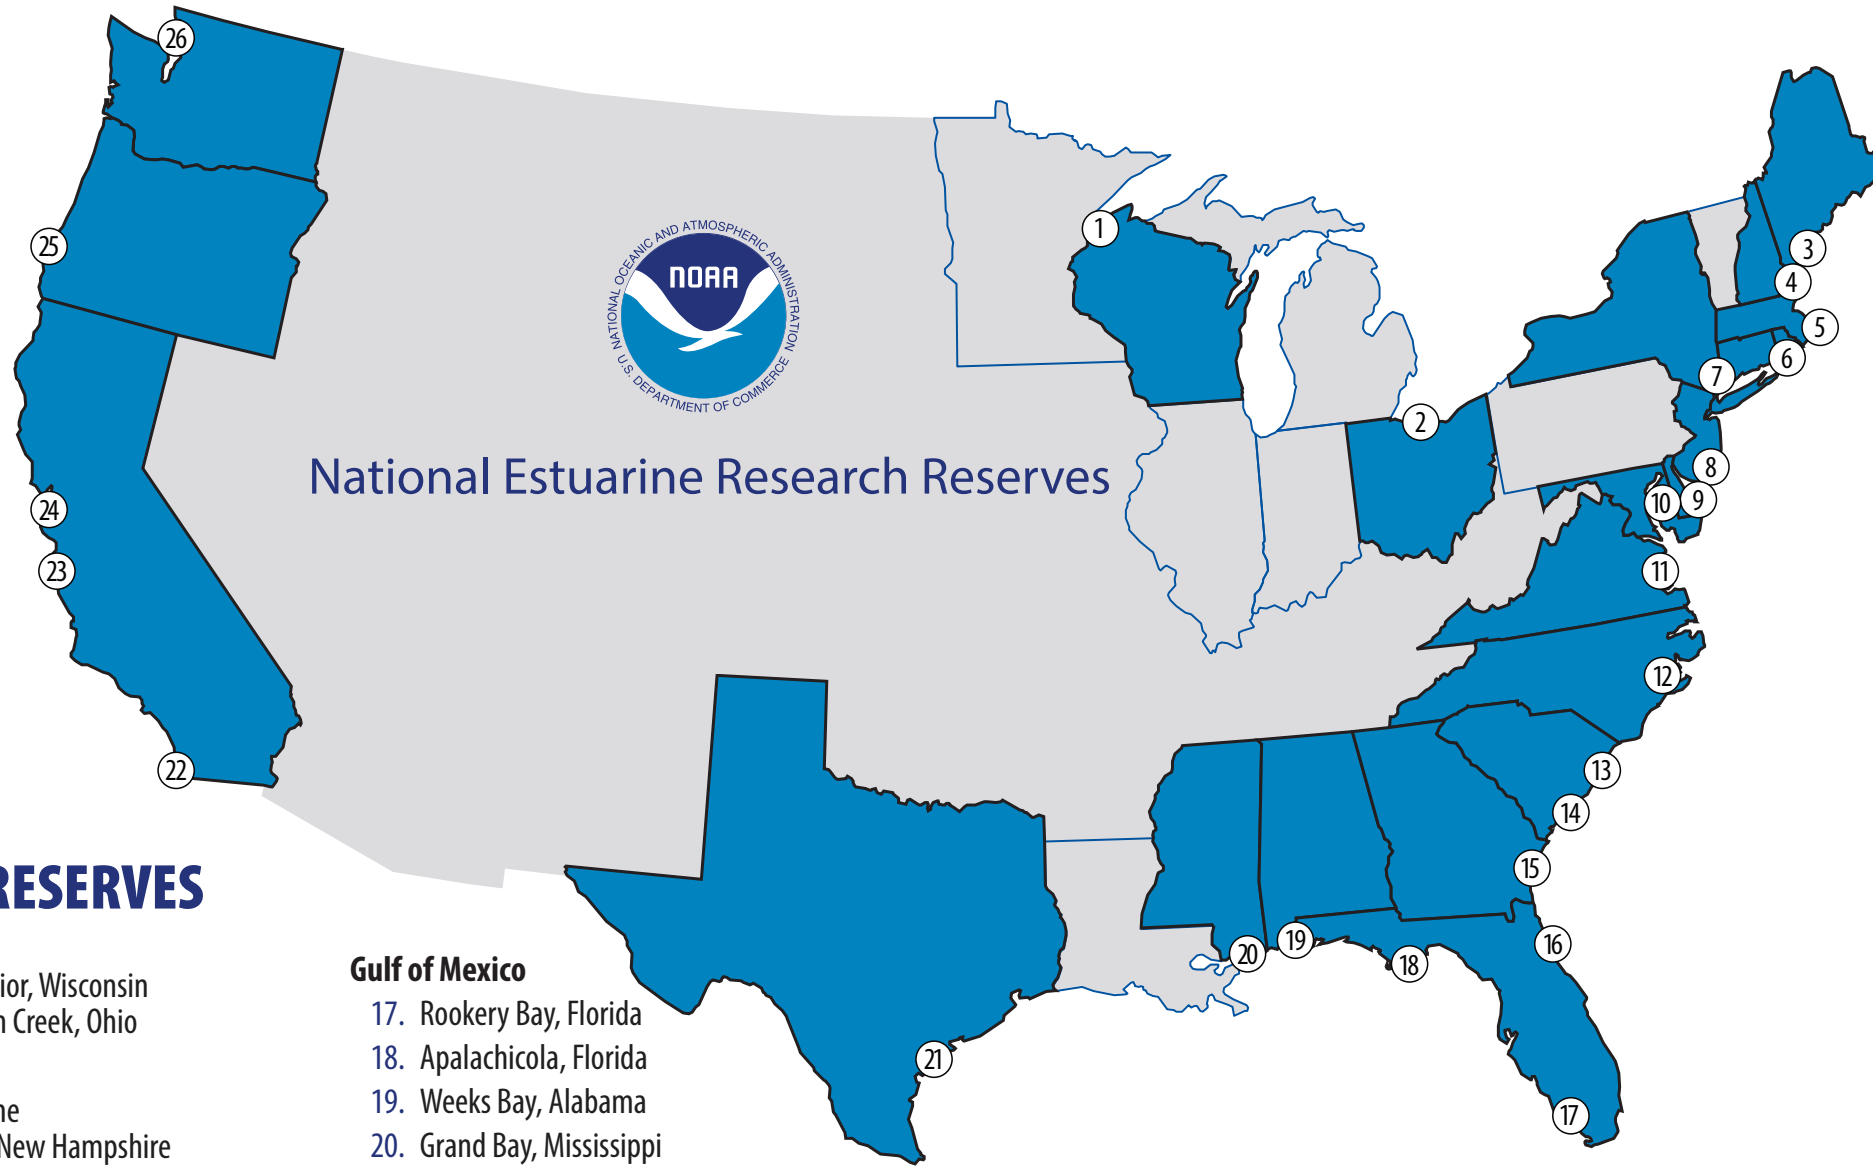 26
1
25
3
4
5
6
7
2
8
9
10
11
24
23
12
22
13
14
15
16
20
19
18
21
17
NATIONAL OCEANIC AND ATMOSPHERIC ADMINISTRATION
NOAA
U.S. DEPARTMENT OF COMMERCE
National Estuarine Research Reserves
RESERVES
ior, Wisconsin
Creek, Ohio
New Hampshire
Gulf of Mexico
17. Rookery Bay, Florida
18. Apalachicola, Florida
19. Weeks Bay, Alabama
20. Grand Bay, Mississippi